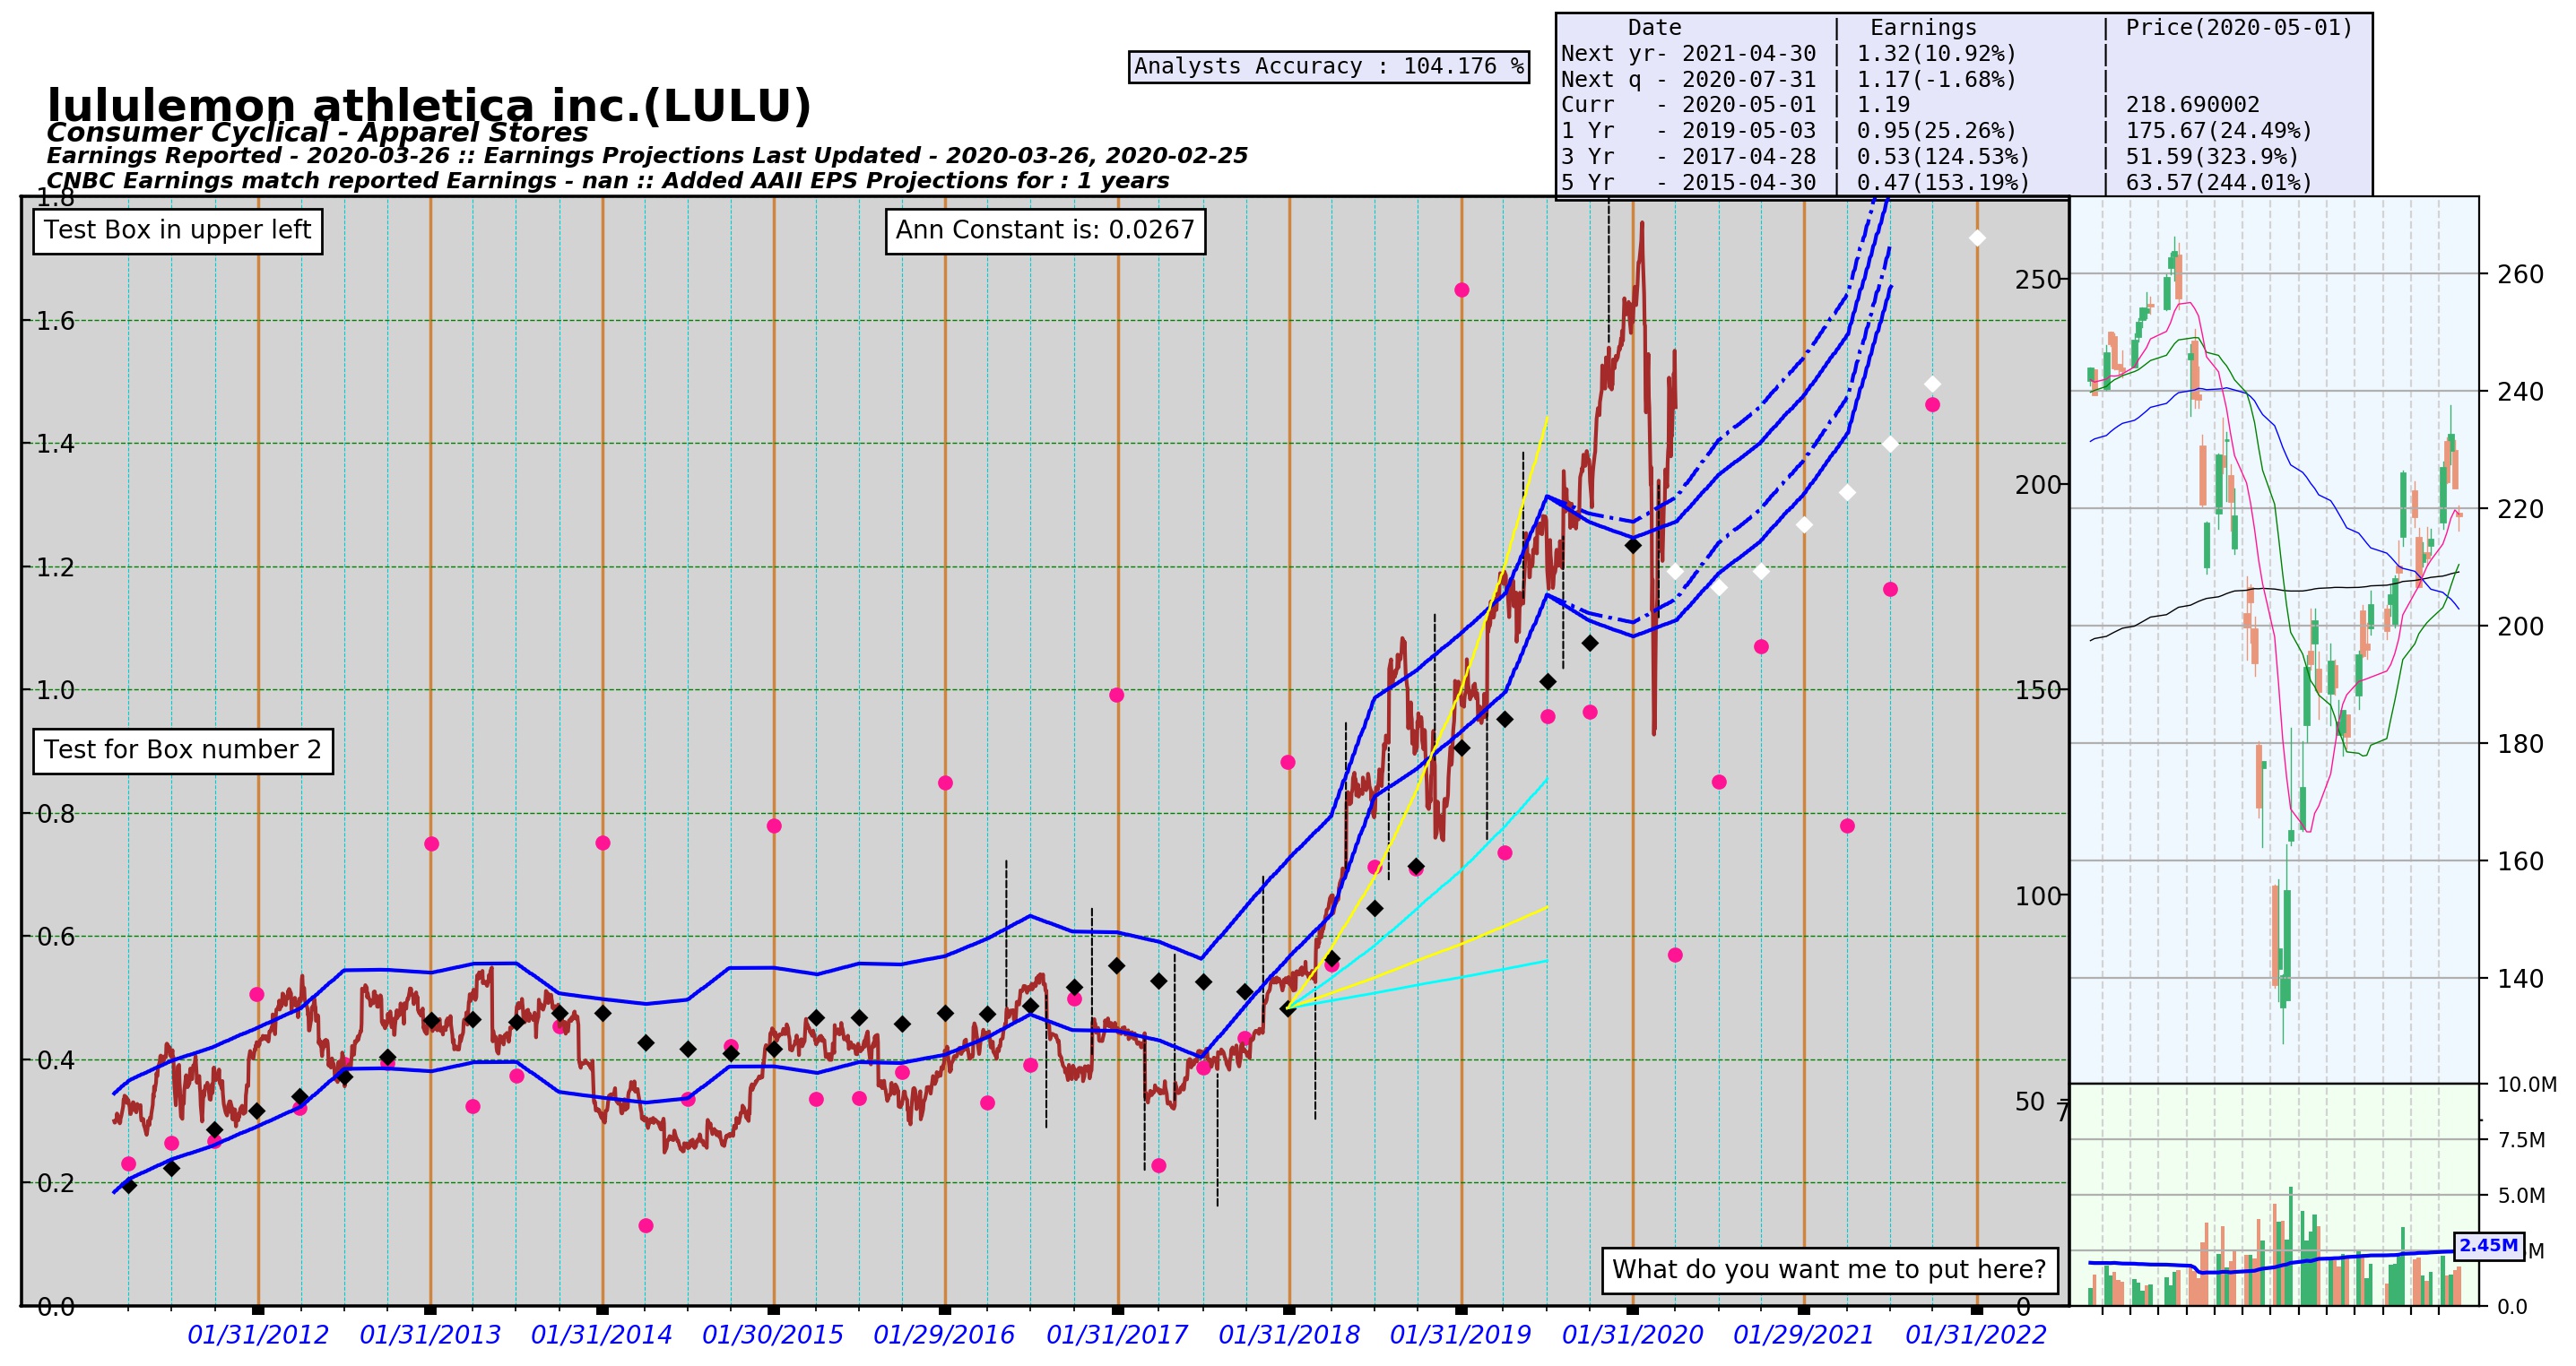 Date | Earnings | Price(2020-05-01)
Next yr- 2021-04-30 | 1.32(10.92%) |
Next q - 2020-07-31 | 1.17(-1.68%) |
Curr - 2020-05-01 | 1.19 | 218.690002
1 Yr - 2019-05-03 | 0.95(25.26%) | 175.67(24.49%)
3 Yr - 2017-04-28 | 0.53(124.53%) | 51.59(323.9%)
5 Yr - 2015-04-30 | 0.47(153.19%) | 63.57(244.01%)
Analysts Accuracy : 104.176 %
lululemon athletica inc.(LULU)
Consumer Cyclical - Apparel Stores
Earnings Reported - 2020-03-26 :: Earnings Projections Last Updated - 2020-03-26, 2020-02-25
CNBC Earnings match reported Earnings - nan :: Added AAII EPS Projections for : 1 years
1.8
1.6
1.4
1.2
1.0
0.8
0.6
0.4
0.2
0.0
Test Box in upper left
Ann Constant is: 0.0267
Test for Box number 2
What do you want me to put here?
250
200
150
100
50
0
7
260
240
220
200
180
160
140
10.0M
7.5M
5.0M
2.45M
M
0.0
01/31/2012 01/31/2013 01/31/2014 01/30/2015 01/29/2016 01/31/2017 01/31/2018 01/31/2019 01/31/2020 01/29/2021 01/31/2022